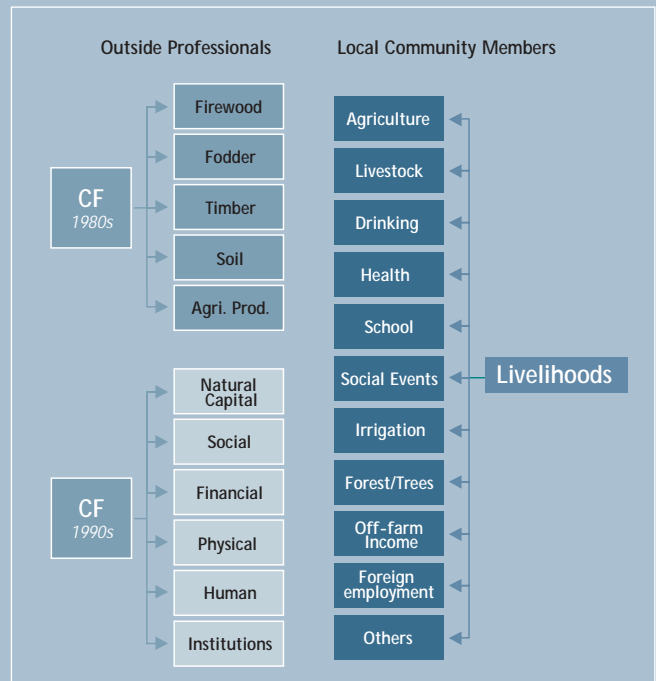 Outside Professionals
CF
1980s
Firewood
Fodder
Timber
Soil
Agri. Prod.
CF
1990s
Natural
Capital
Social
Financial
Physical
Human
Institutions
Local Community Members
Agriculture
Livestock
Drinking
Health
School
Social Events
Irrigation
Forest/Trees
Off-farm
Income
Foreign
employment
Others
Livelihoods